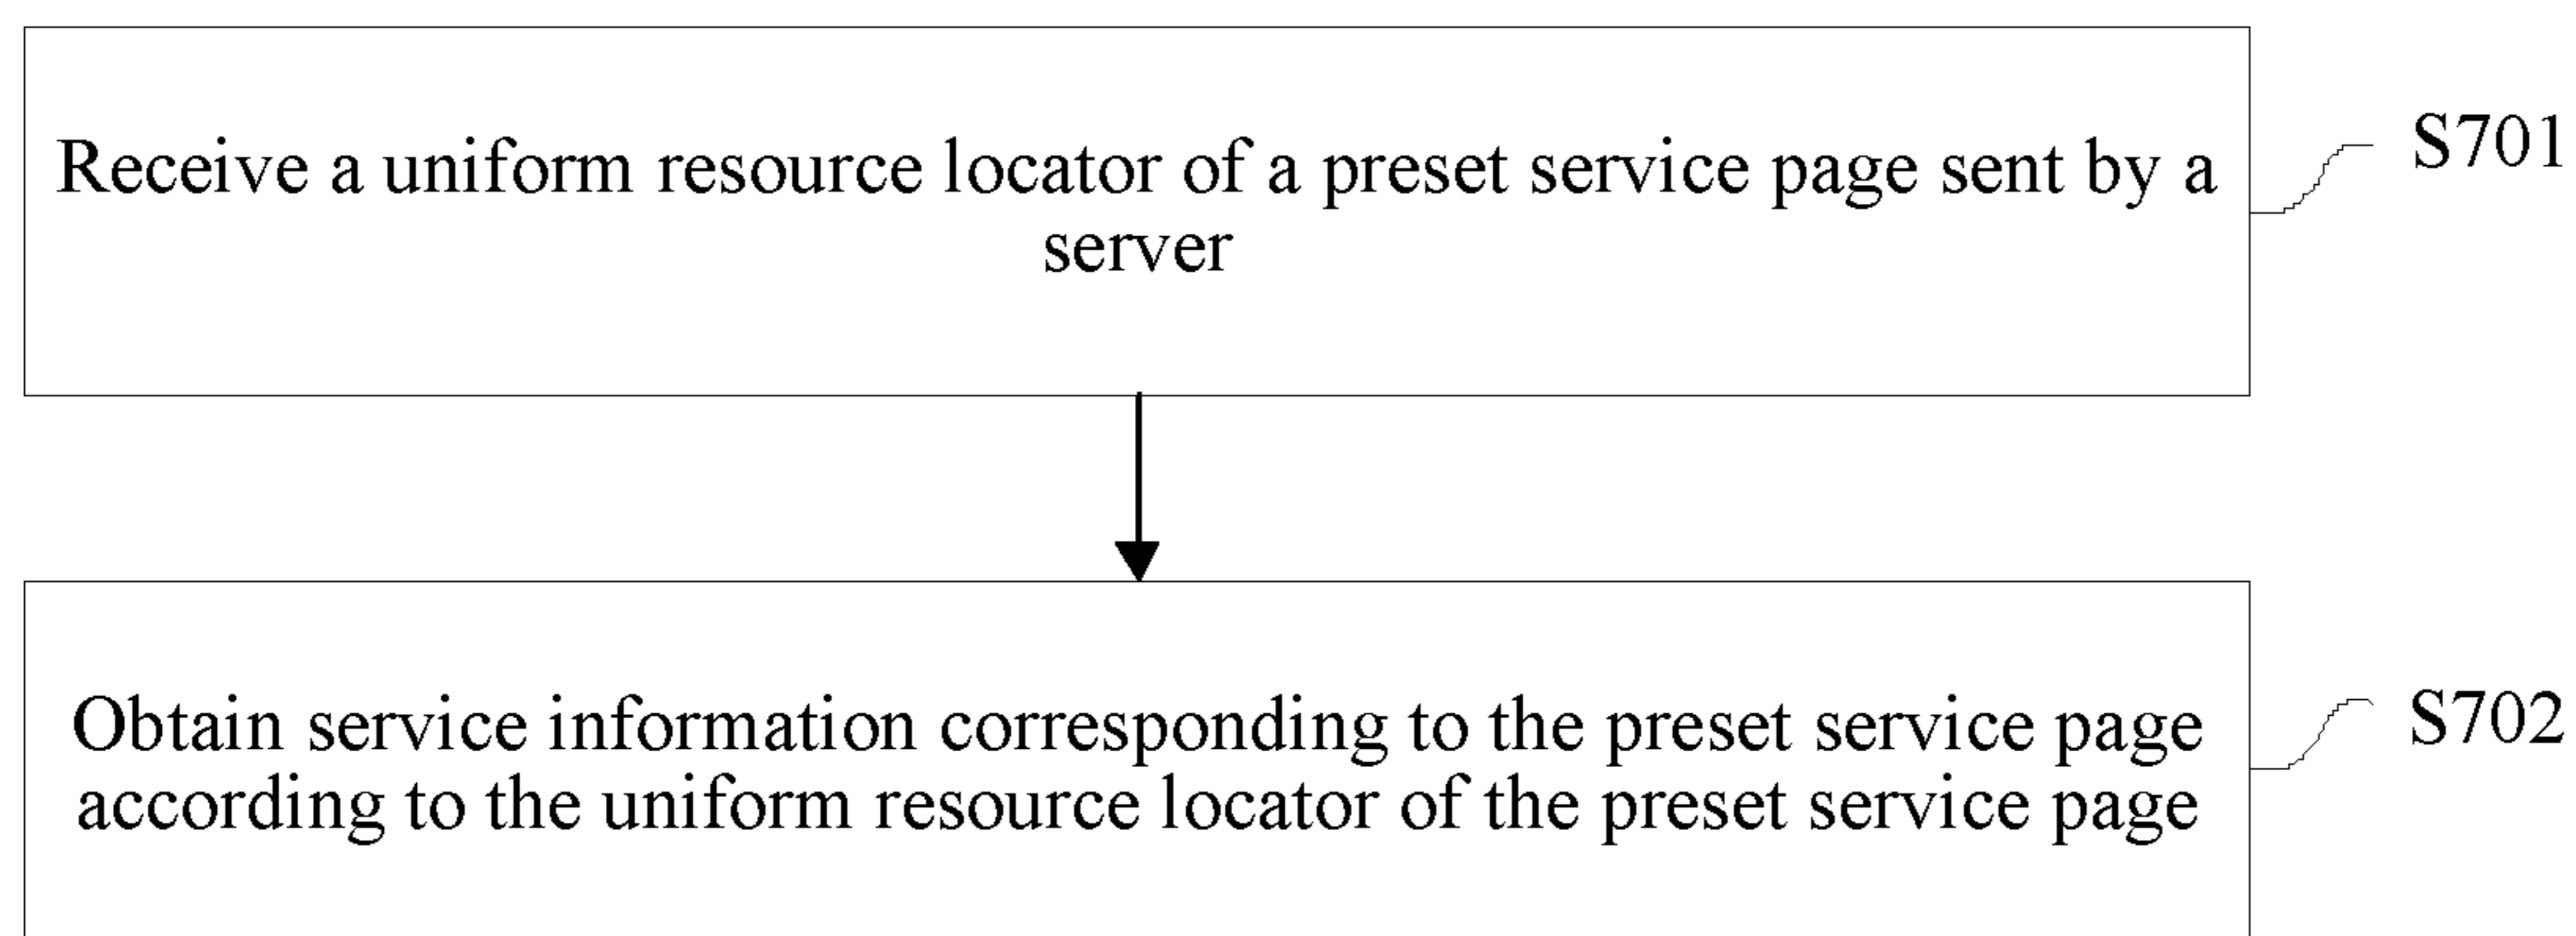 Receive a uniform resource locator of a preset service page sent by a
server
S701
Obtain service information corresponding to the preset service page
according to the uniform resource locator of the preset service page
S702